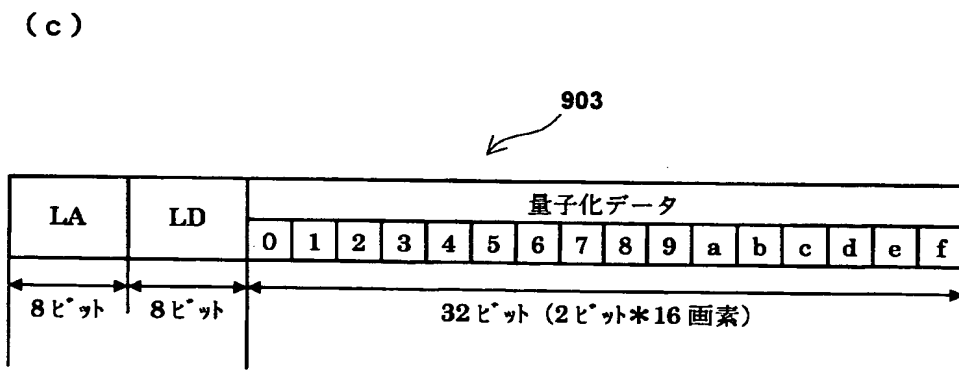 (c)
903
LA LD 量子化データ
0 1 2 3 4 5 6 7 8 9 a b c d e f
8ﾋﾞｯﾄ 8ﾋﾞｯﾄ 32ﾋﾞｯﾄ (2ﾋﾞｯﾄ*16画素)